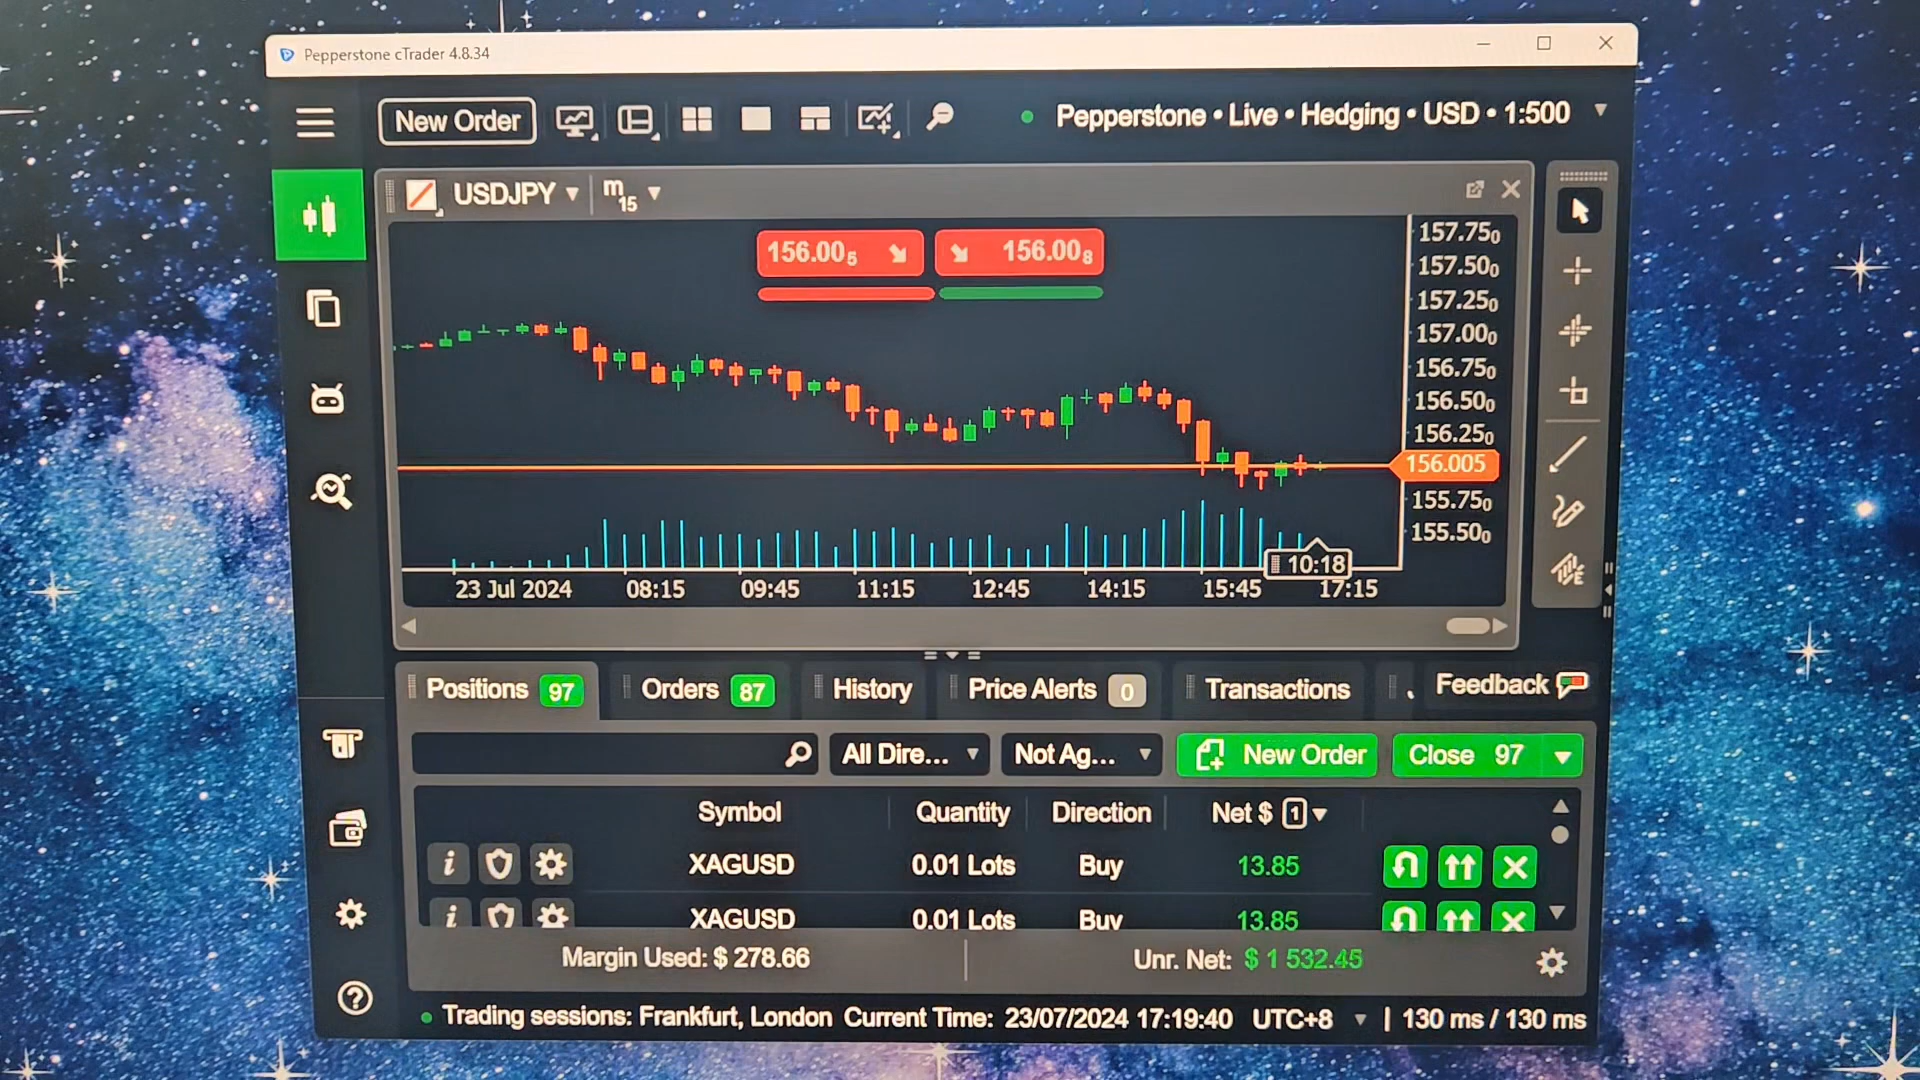 Pepperstone cTrader 4.8.34
New Order
Pepperstone • Live • Hedging • USD • 1:500
USDJPY
m15
156.005
156.008
157.750
157.500
157.250
157.000
156.750
156.500
156.250
156.005
155.750
155.500
10:18
23 Jul 2024 08:15 09:45 11:15 12:45 14:15 15:45 17:15
Positions 97
Orders 87
History
Price Alerts 0
Transactions
Feedback
All Dire...
Not Ag...
New Order
Close 97
Symbol Quantity Direction Net $ 1
XAGUSD 0.01 Lots Buy 13.85
XAGUSD 0.01 Lots Buy 13.85
Margin Used: $ 278.66
Unr. Net: $ 1 532.45
Trading sessions: Frankfurt, London Current Time: 23/07/2024 17:19:40 UTC+8 | 130 ms / 130 ms